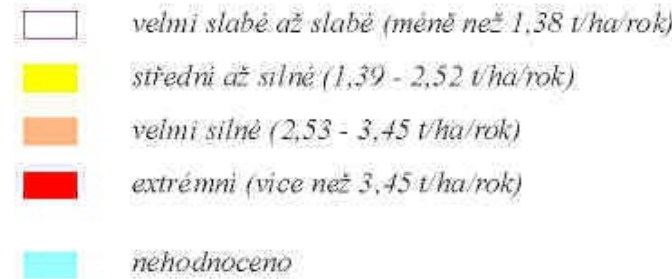 velmi slabé až slabé (méně než 1,38 t/ha/rok)
střední až silné (1,39 - 2,52 t/ha/rok)
velmi silné (2,53 - 3,45 t/ha/rok)
extrémní (více než 3,45 t/ha/rok)
nehodnoceno